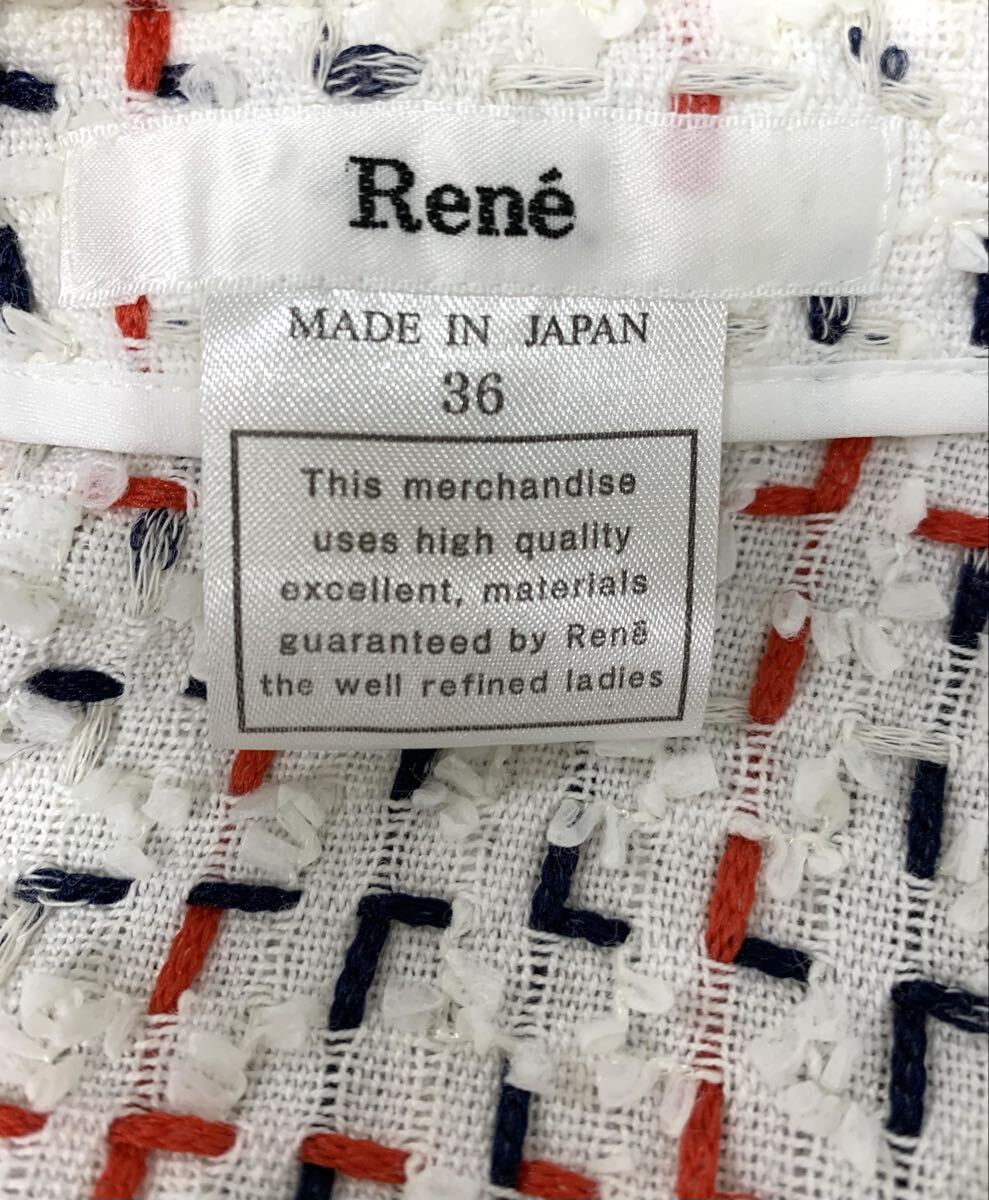 René
MADE IN JAPAN
36
This merchandise
uses high quality
excellent, materials
guaranteed by Renē
the well refined ladies